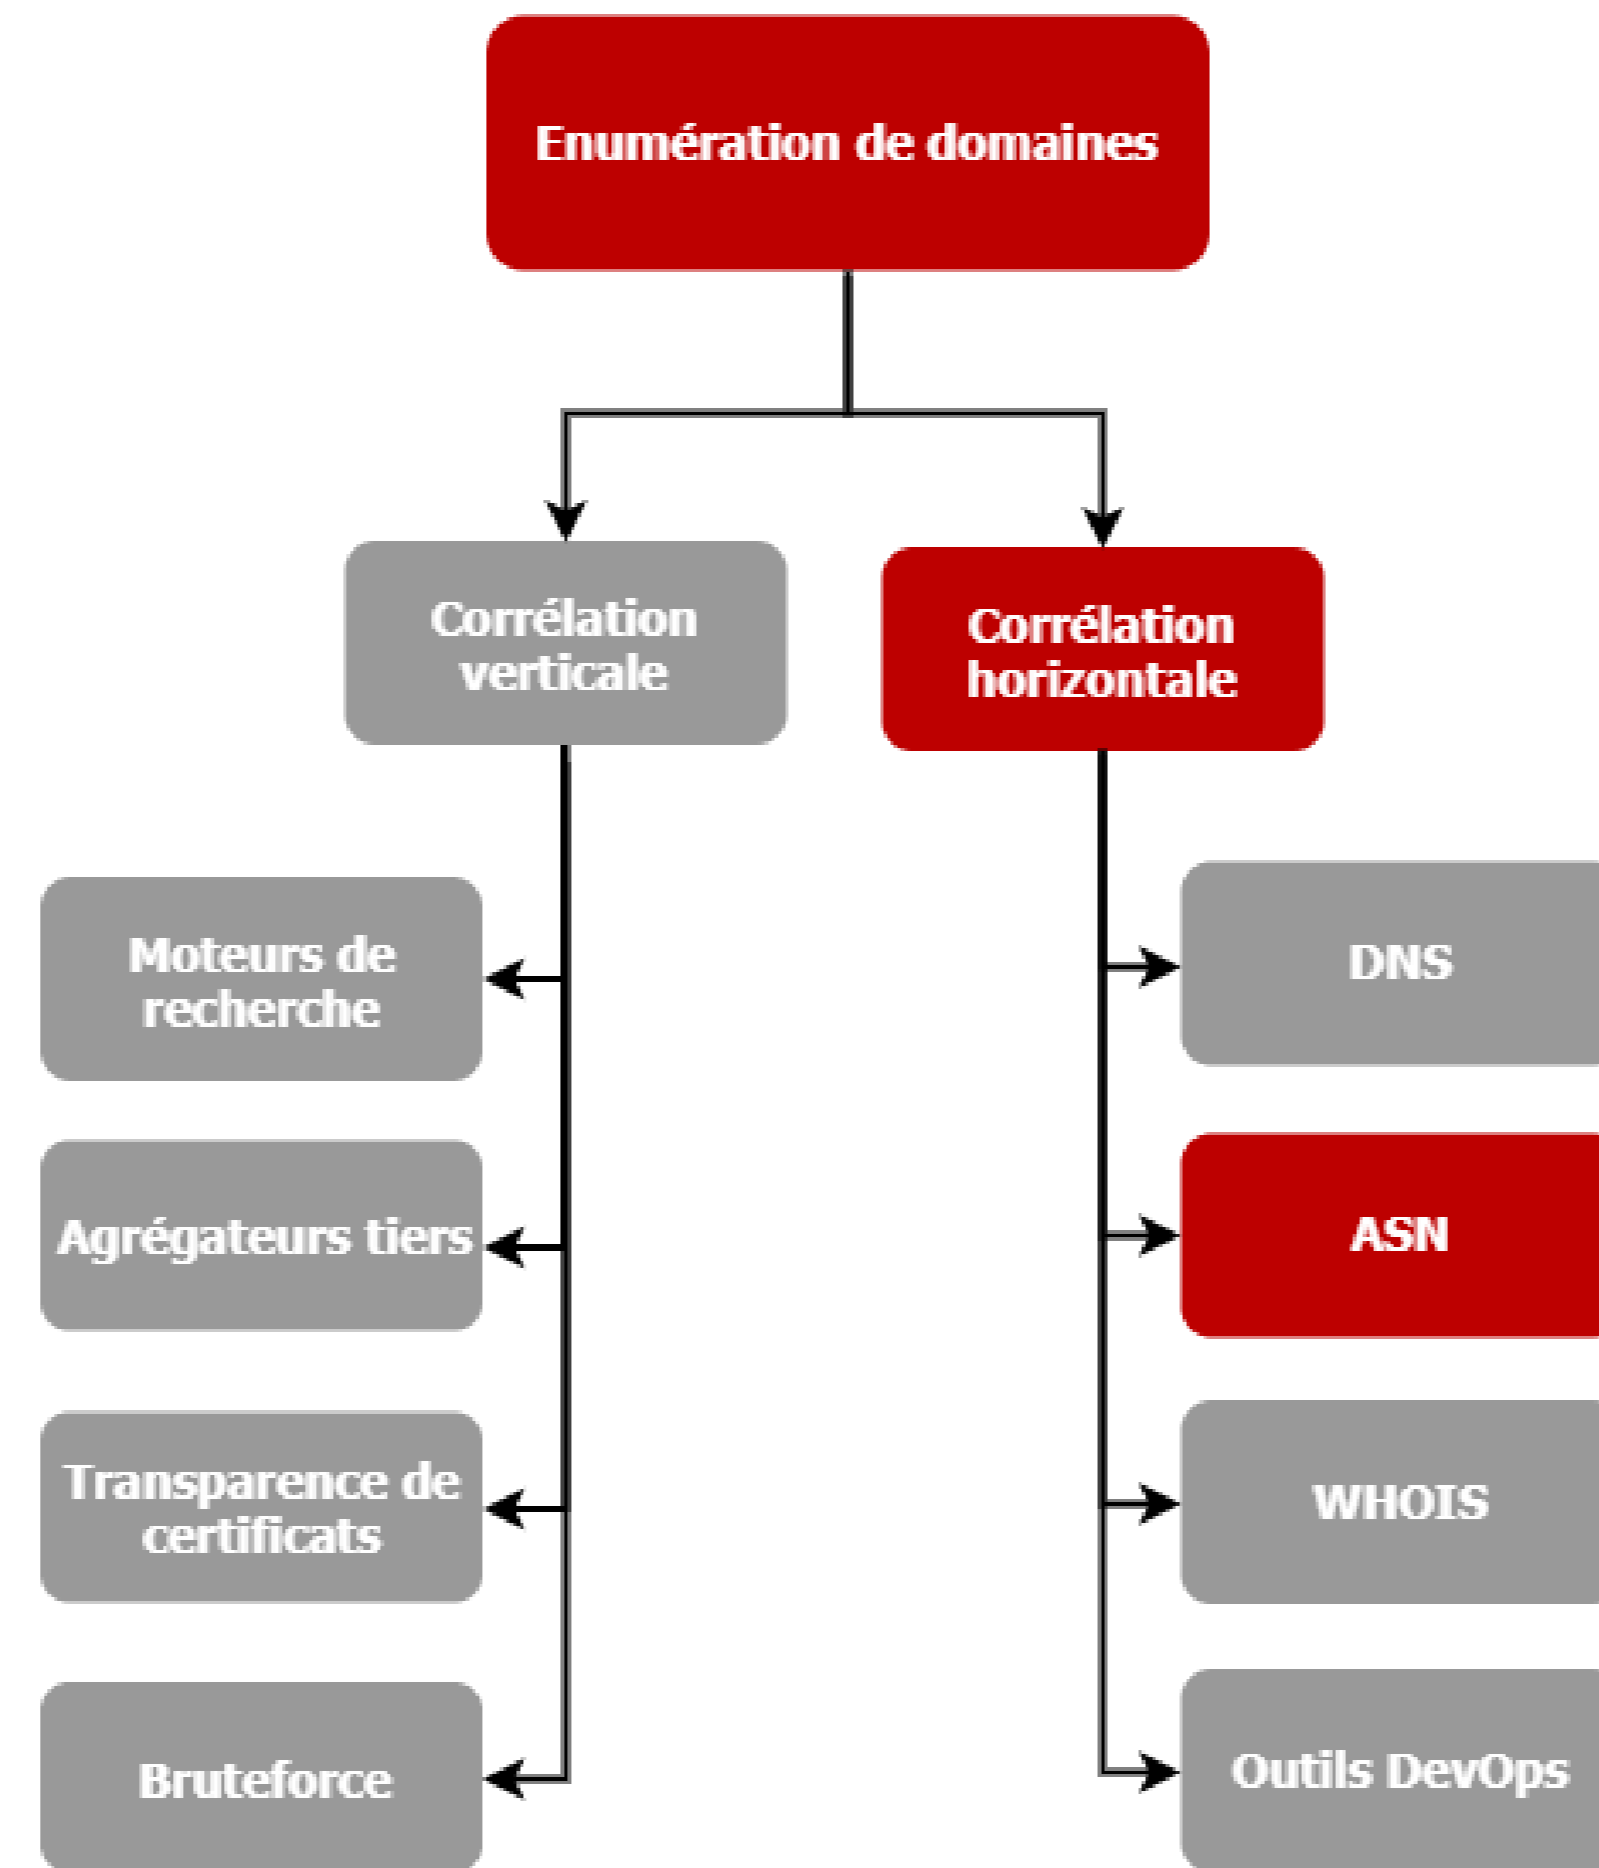 Enumération de domaines
Corrélation
verticale
Corrélation
horizontale
Moteurs de
recherche
Agrégateurs tiers
Transparence de
certificats
Bruteforce
DNS
ASN
WHOIS
Outils DevOps